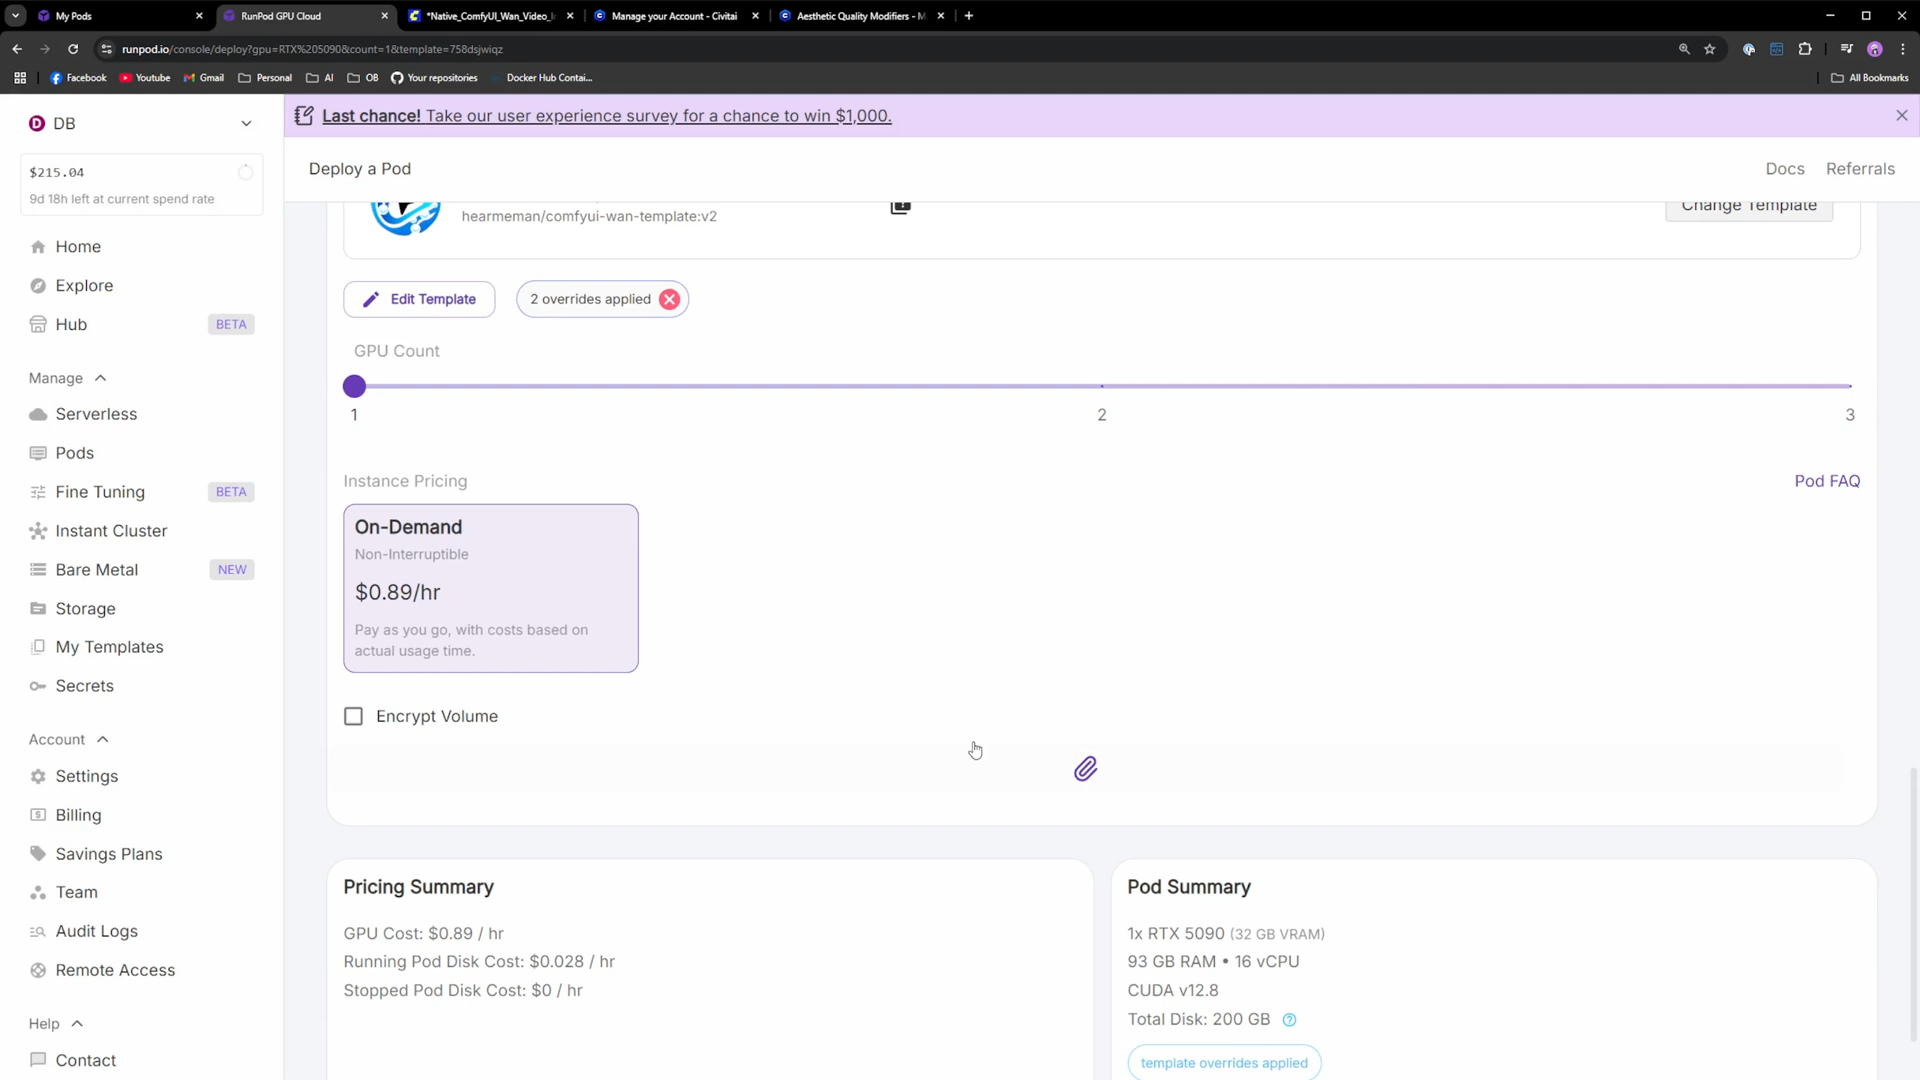 My Pods
RunPod GPU Cloud
*Native_ComfyUI_Wan_Video_I
Manage your Account - Civitai
Aesthetic Quality Modifiers - M
runpod.io/console/deploy?gpu=RTX%205090&count=1&template=758dsjwiqz
Facebook
Youtube
Gmail
Personal
AI
OB
Your repositories
Docker Hub Contai...
All Bookmarks
DB
Last chance! Take our user experience survey for a chance to win $1,000.
$215.04
9d 18h left at current spend rate
Deploy a Pod
Docs
Referrals
hearmeman/comfyui-wan-template:v2
Change Template
Home
Explore
Hub
BETA
Manage
Serverless
Pods
Fine Tuning
BETA
Instant Cluster
Bare Metal
NEW
Storage
My Templates
Secrets
Account
Settings
Billing
Savings Plans
Team
Audit Logs
Remote Access
Help
Contact
Edit Template
2 overrides applied
GPU Count
1
2
3
Instance Pricing
Pod FAQ
On-Demand
Non-Interruptible
$0.89/hr
Pay as you go, with costs based on
actual usage time.
Encrypt Volume
Pricing Summary
GPU Cost: $0.89 / hr
Running Pod Disk Cost: $0.028 / hr
Stopped Pod Disk Cost: $0 / hr
Pod Summary
1x RTX 5090 (32 GB VRAM)
93 GB RAM • 16 vCPU
CUDA v12.8
Total Disk: 200 GB
template overrides applied